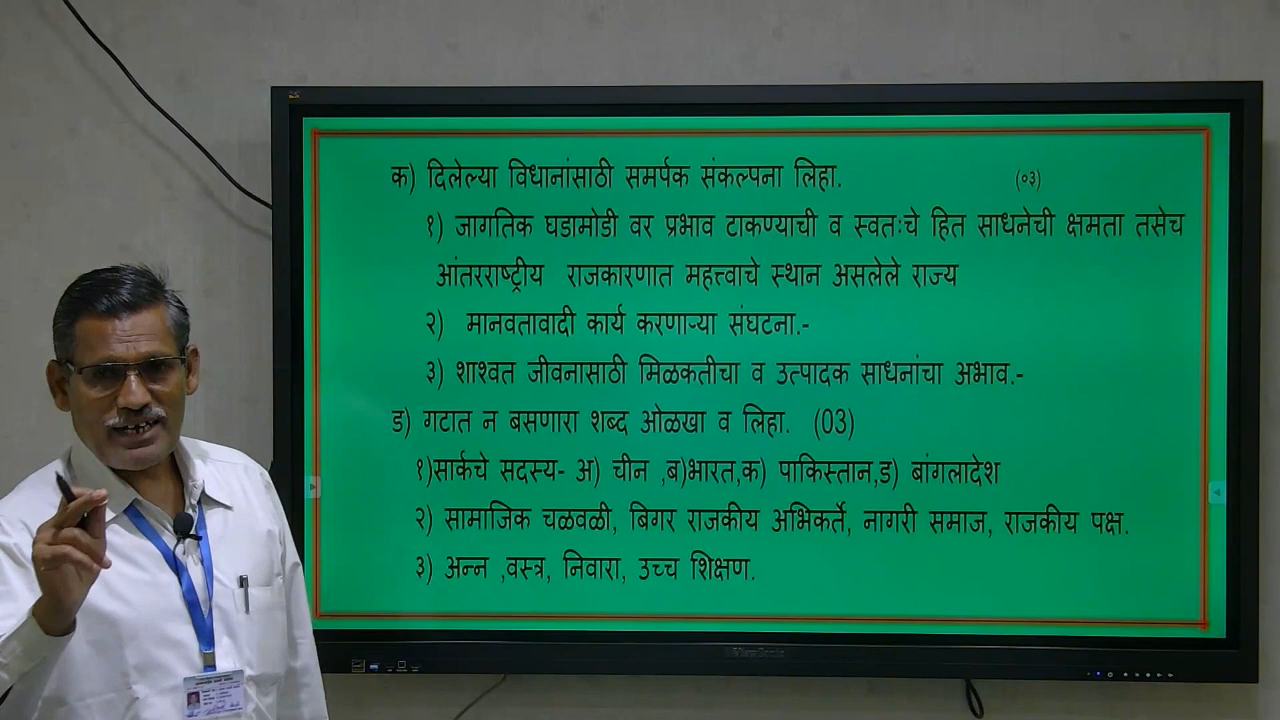 क) दिलेल्या विधानांसाठी समर्पक संकल्पना लिहा. (०३)
१) जागतिक घडामोडी वर प्रभाव टाकण्याची व स्वतःचे हित साधनेची क्षमता तसेच
आंतरराष्ट्रीय राजकारणात महत्त्वाचे स्थान असलेले राज्य
२) मानवतावादी कार्य करणाऱ्या संघटना.-
३) शाश्वत जीवनासाठी मिळकतीचा व उत्पादक साधनांचा अभाव.-
ड) गटात न बसणारा शब्द ओळखा व लिहा. (03)
१)सार्कचे सदस्य- अ) चीन ,ब)भारत,क) पाकिस्तान,ड) बांगलादेश
२) सामाजिक चळवळी, बिगर राजकीय अभिकर्ते, नागरी समाज, राजकीय पक्ष.
३) अन्न ,वस्त्र, निवारा, उच्च शिक्षण.
ViewSonic